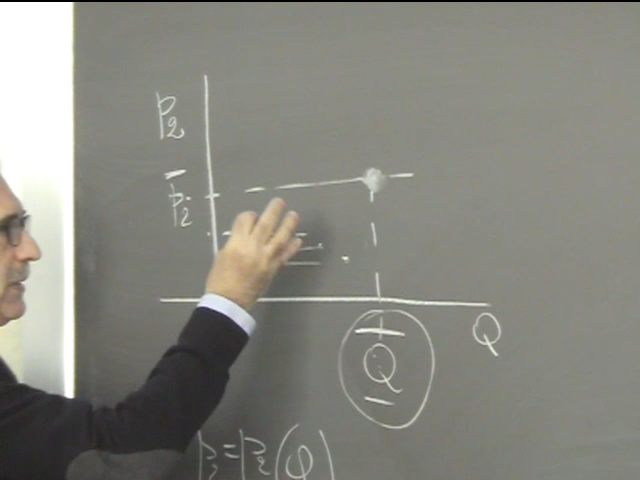 p₂
p̄₂
Q
Q̄
p₂=p₂(Q)